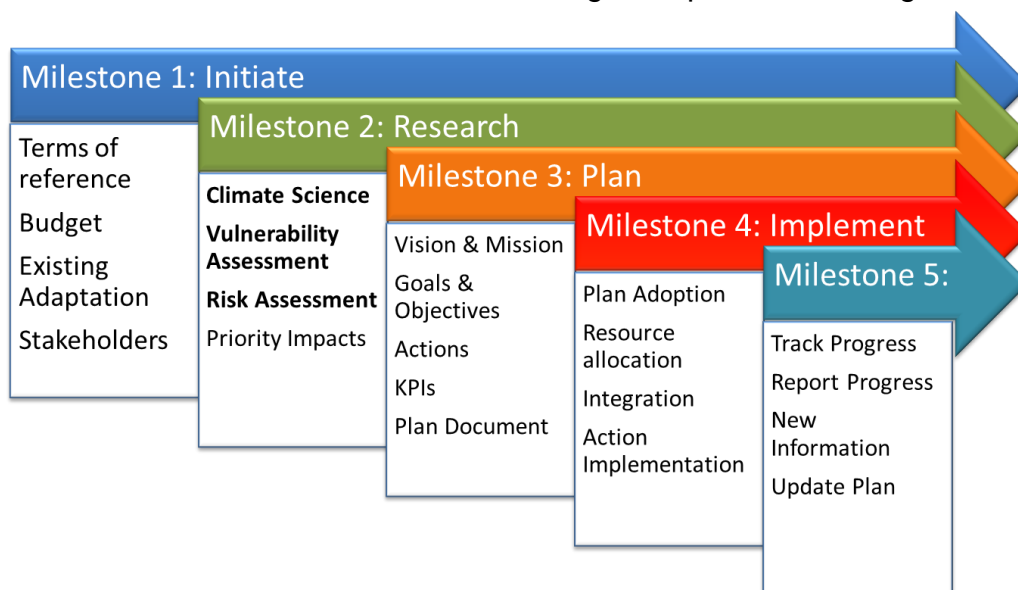 Milestone 1: Initiate
Terms of
reference
Budget
Existing
Adaptation
Stakeholders
Milestone 2: Research
Climate Science
Vulnerability
Assessment
Risk Assessment
Priority Impacts
Milestone 3: Plan
Vision & Mission
Goals &
Objectives
Actions
KPIs
Plan Document
Milestone 4: Implement
Plan Adoption
Resource
allocation
Integration
Action
Implementation
Milestone 5:
Track Progress
Report Progress
New
Information
Update Plan